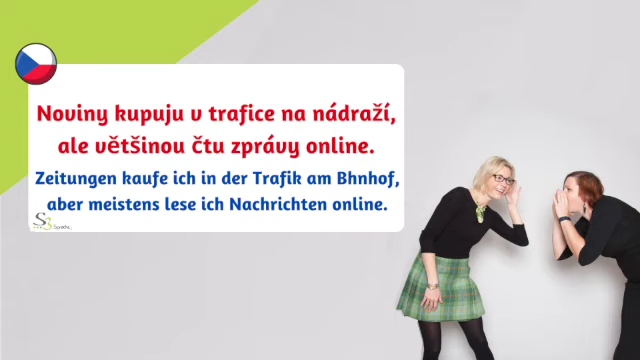 Noviny kupuju v trafice na nádraží,
ale většinou čtu zprávy online.
Zeitungen kaufe ich in der Trafik am Bhnhof,
aber meistens lese ich Nachrichten online.